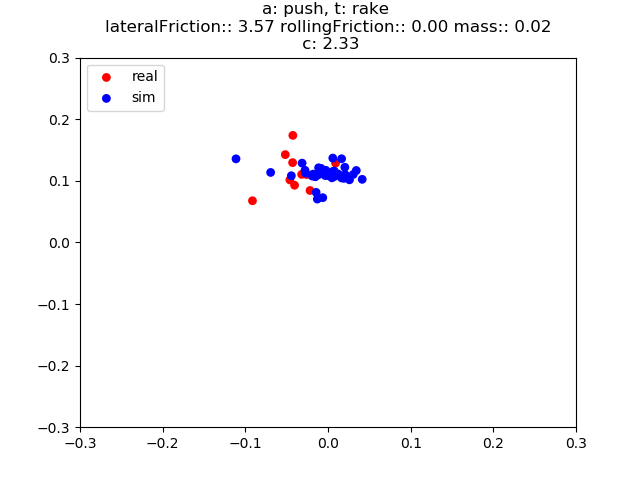 a: push, t: rake
lateralFriction:: 3.57 rollingFriction:: 0.00 mass:: 0.02
c: 2.33
real
sim
0.3
0.2
0.1
0.0
−0.1
−0.2
−0.3
−0.3 −0.2 −0.1 0.0 0.1 0.2 0.3